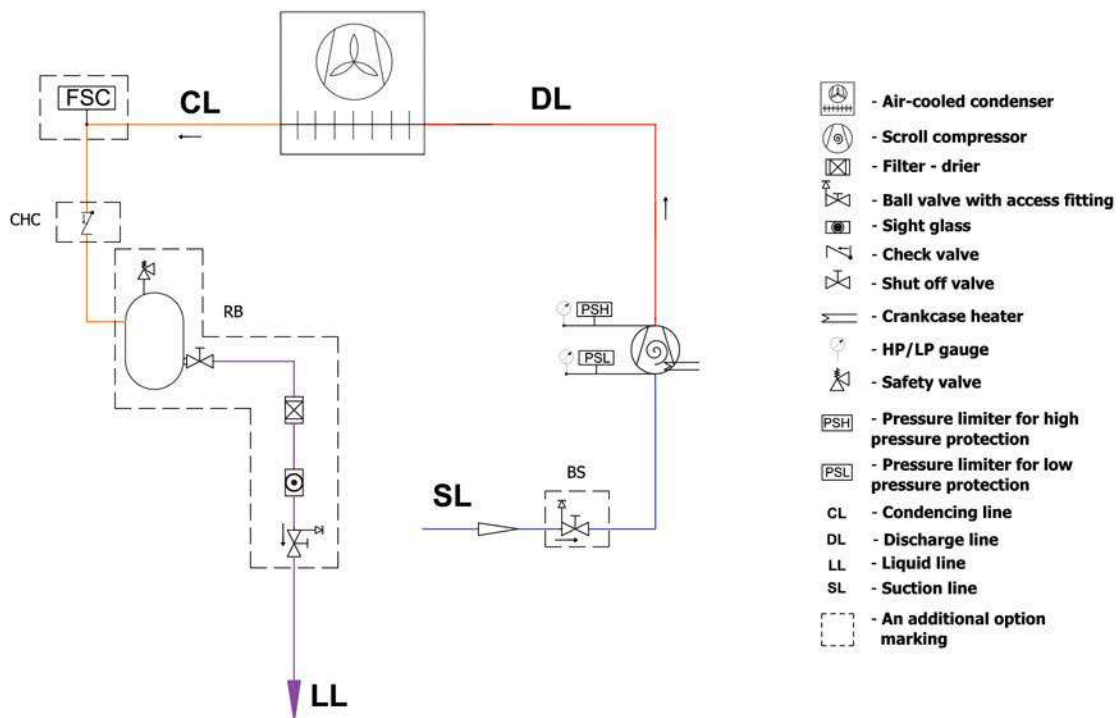 FSC
CL
DL
CHC
RB
PSH
PSL
BS
SL
LL
- Air-cooled condenser
- Scroll compressor
- Filter - drier
- Ball valve with access fitting
- Sight glass
- Check valve
- Shut off valve
- Crankcase heater
- HP/LP gauge
- Safety valve
PSH - Pressure limiter for high
pressure protection
PSL - Pressure limiter for low
pressure protection
CL - Condencing line
DL - Discharge line
LL - Liquid line
SL - Suction line
- An additional option
marking